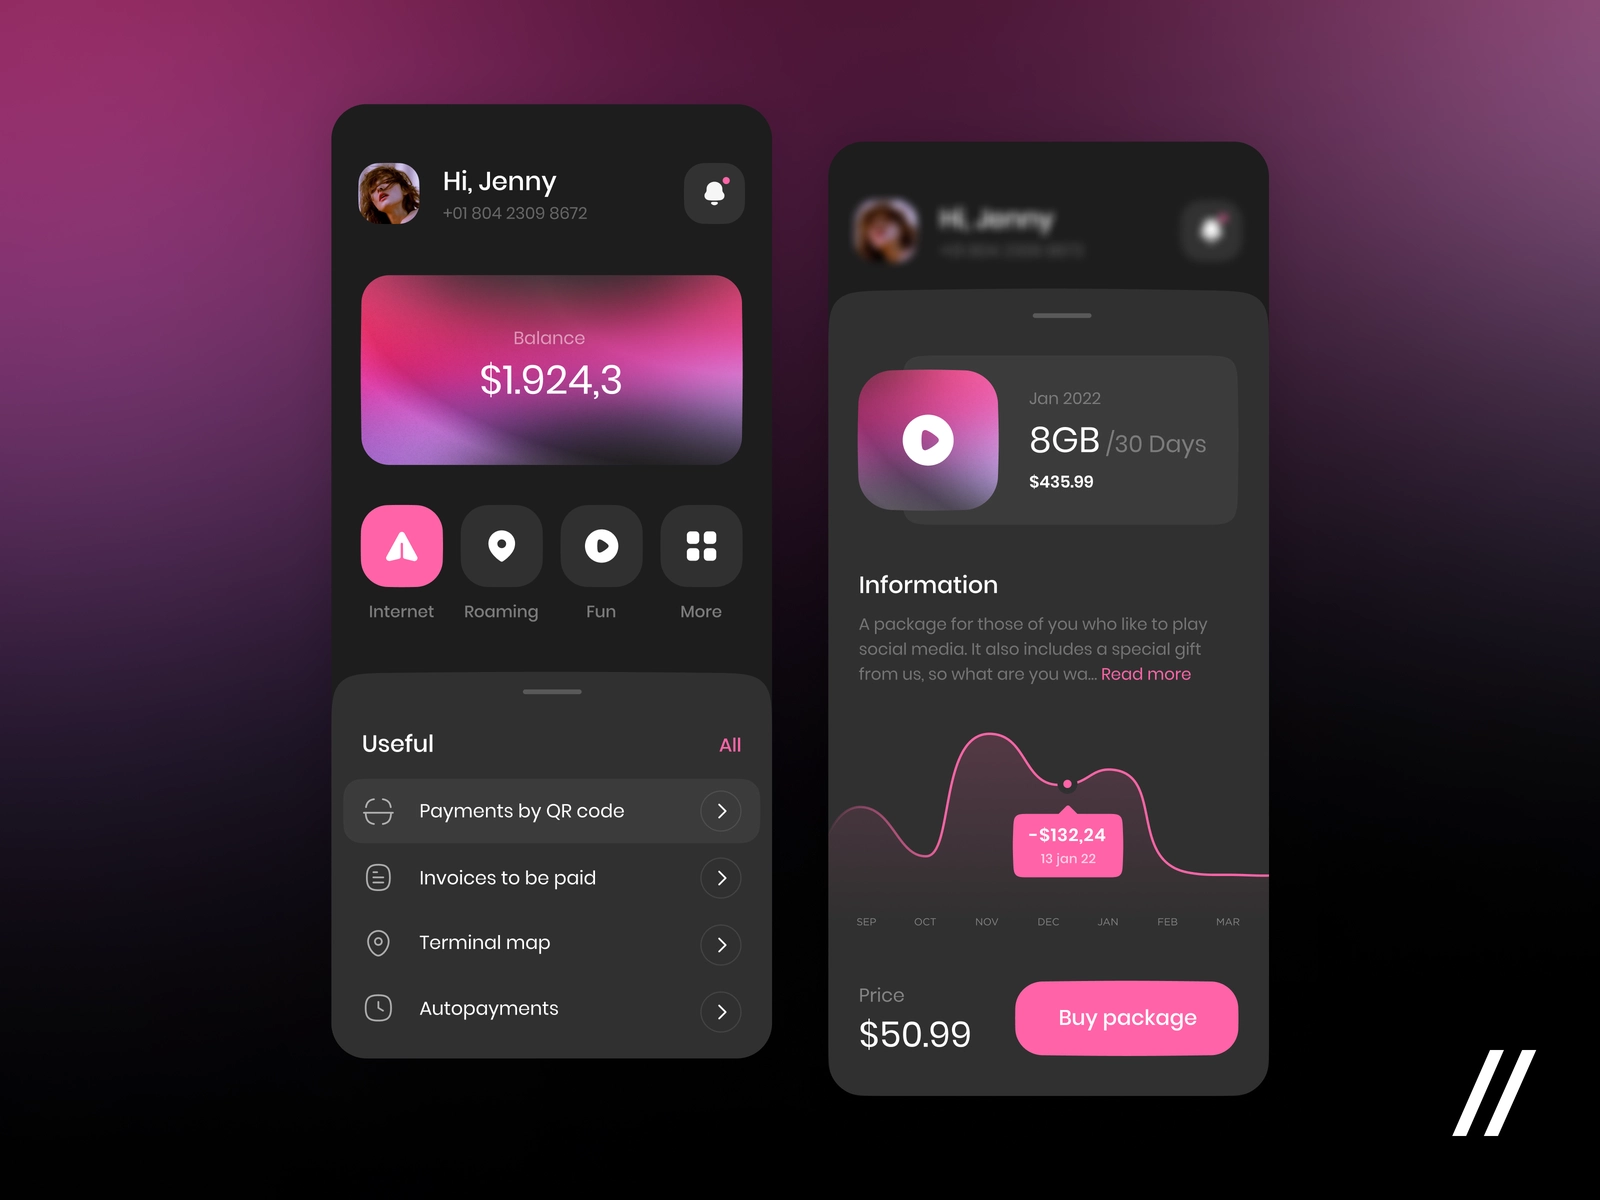 Hi, Jenny
+01 804 2309 8672
Balance
$1.924,3
Internet
Roaming
Fun
More
Useful
All
Payments by QR code
Invoices to be paid
Terminal map
Autopayments
Hi, Jenny
Jan 2022
8GB /30 Days
$435.99
Information
A package for those of you who like to play
social media. It also includes a special gift
from us, so what are you wa... Read more
-$132,24
13 jan 22
SEP
OCT
NOV
DEC
JAN
FEB
MAR
Price
$50.99
Buy package